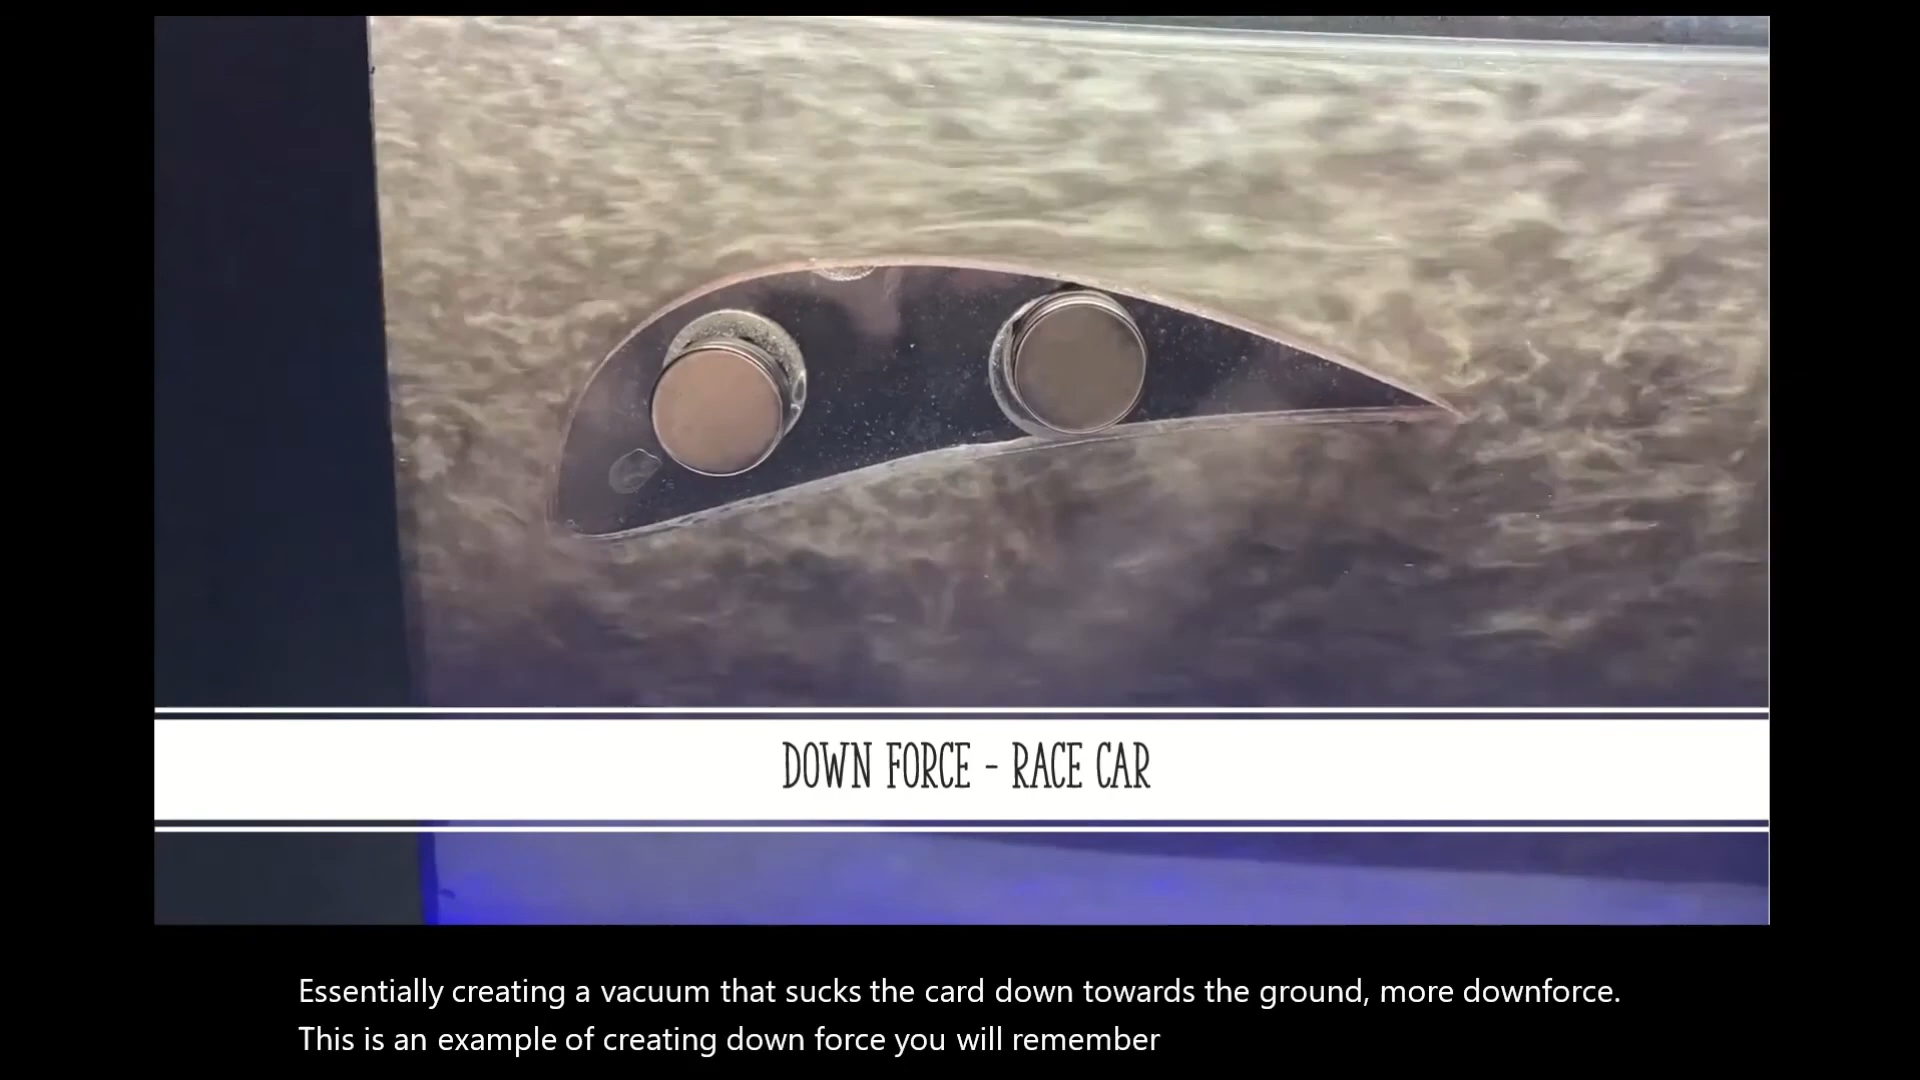 DOWN FORCE - RACE CAR
Essentially creating a vacuum that sucks the card down towards the ground, more downforce.
This is an example of creating down force you will remember